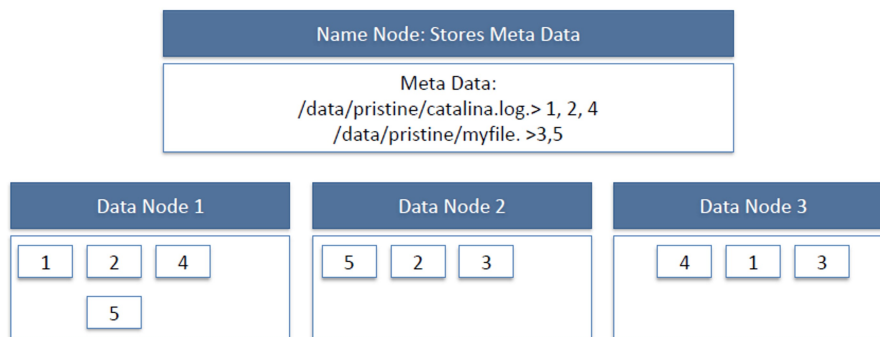 Name Node: Stores Meta Data
Meta Data:
/data/pristine/catalina.log.> 1, 2, 4
/data/pristine/myfile. >3,5
Data Node 1
1 2 4
5
Data Node 2
5 2 3
Data Node 3
4 1 3